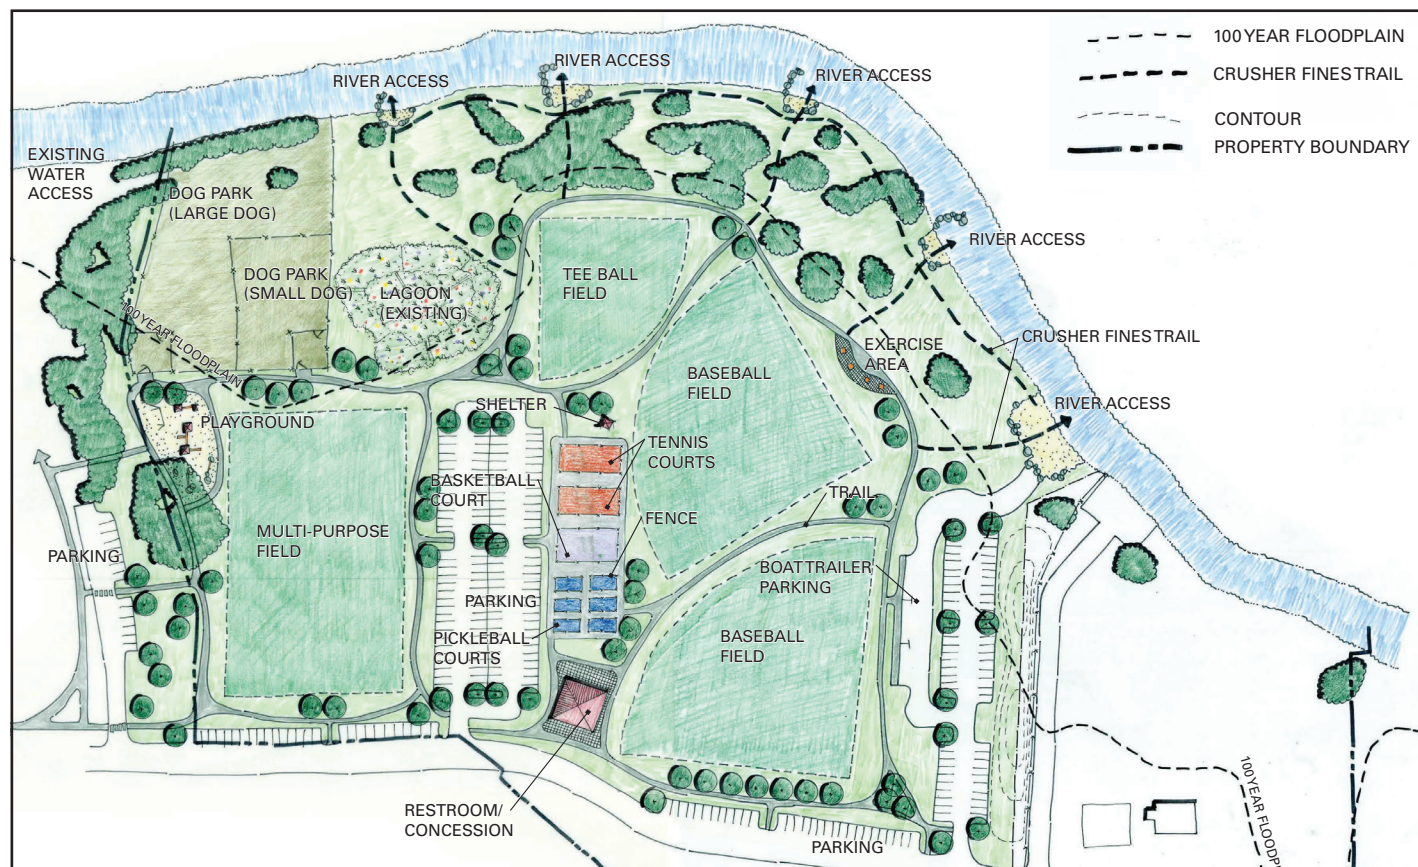 100 YEAR FLOODPLAIN
CRUSHER FINES TRAIL
CONTOUR
PROPERTY BOUNDARY
RIVER ACCESS
RIVER ACCESS
RIVER ACCESS
EXISTING
WATER
ACCESS
DOG PARK
(LARGE DOG)
RIVER ACCESS
DOG PARK
(SMALL DOG)
LAGOON
(EXISTING)
TEE BALL
FIELD
100 YEAR FLOODPLAIN
EXERCISE
AREA
CRUSHER FINES TRAIL
BASEBALL
FIELD
SHELTER
RIVER ACCESS
PLAYGROUND
TENNIS
COURTS
BASKETBALL
COURT
TRAIL
FENCE
MULTI-PURPOSE
FIELD
PARKING
BOAT TRAILER
PARKING
PARKING
PICKLEBALL
COURTS
BASEBALL
FIELD
100 YEAR FLOODPL
RESTROOM/
CONCESSION
PARKING